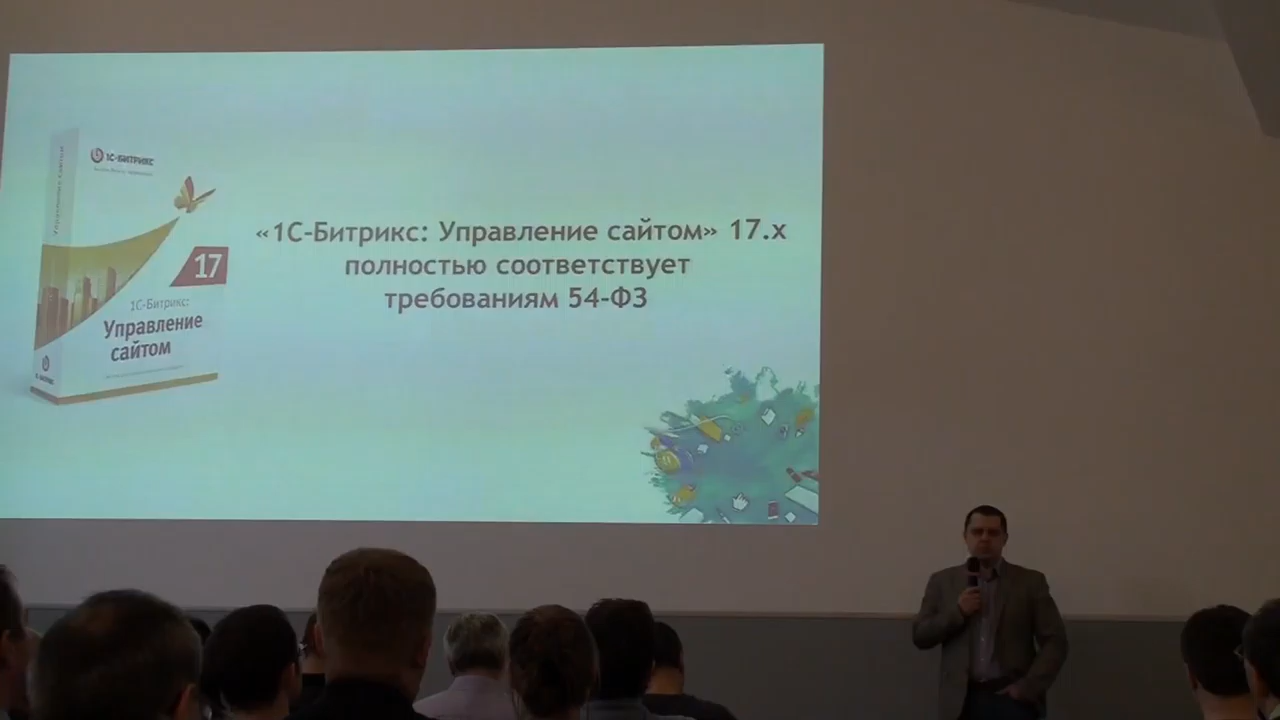 1С-БИТРИКС
17
1С-Битрикс:
Управление
сайтом
«1С-Битрикс: Управление сайтом» 17.x
полностью соответствует
требованиям 54-ФЗ